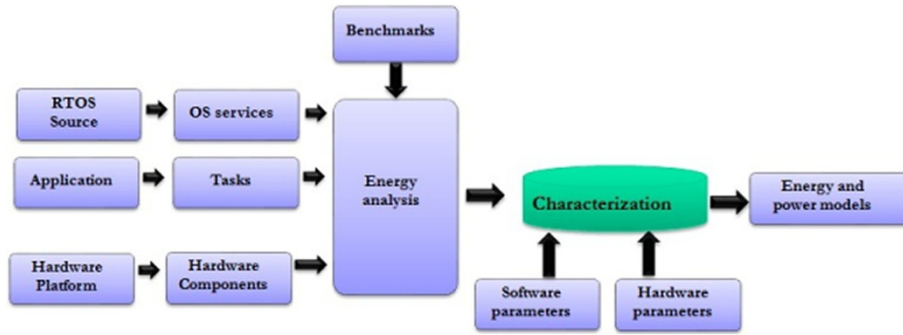 Benchmarks
RTOS
Source
OS services
Application
Tasks
Energy
analysis
Hardware
Platform
Hardware
Components
Characterization
Energy and
power models
Software
parameters
Hardware
parameters